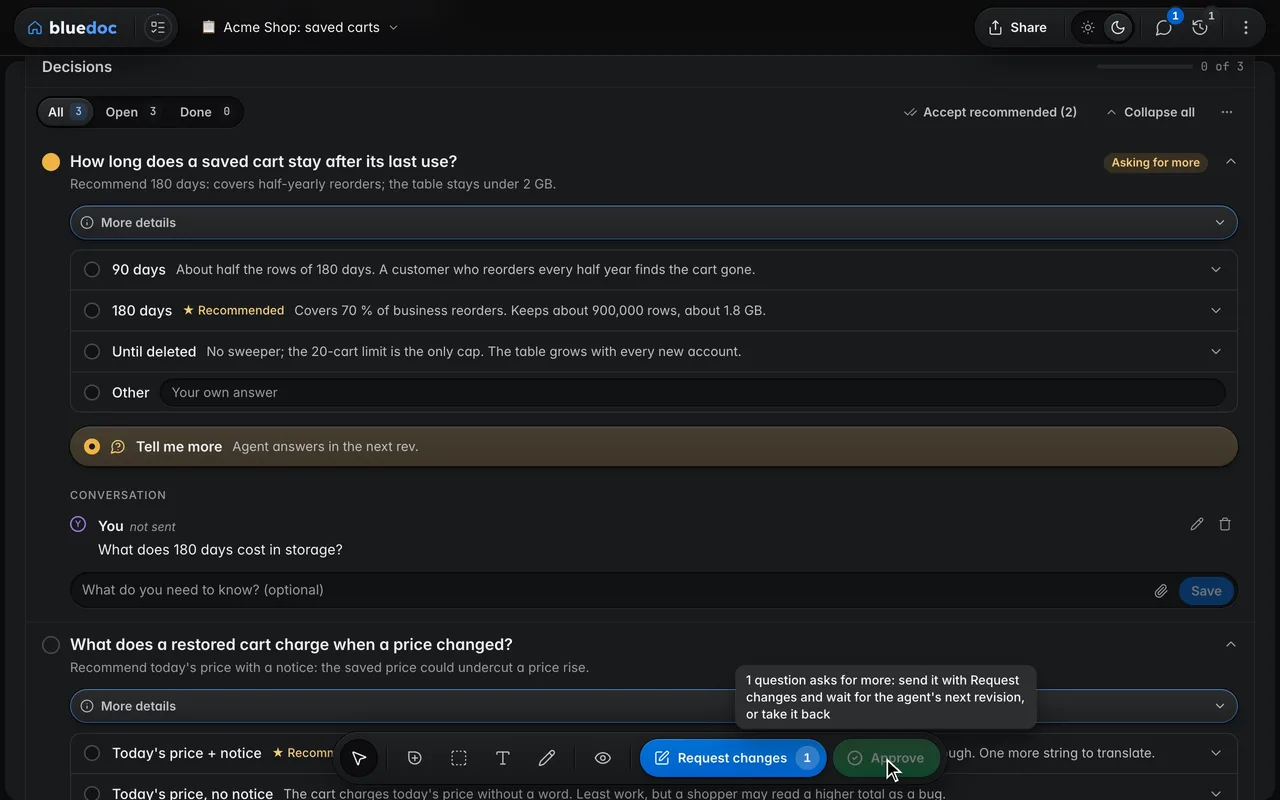 bluedoc
Acme Shop: saved carts
Share
1
1
Decisions
0 of 3
All 3
Open 3
Done 0
Accept recommended (2)
Collapse all
How long does a saved cart stay after its last use?
Asking for more
Recommend 180 days: covers half-yearly reorders; the table stays under 2 GB.
More details
90 days About half the rows of 180 days. A customer who reorders every half year finds the cart gone.
180 days ★ Recommended Covers 70 % of business reorders. Keeps about 900,000 rows, about 1.8 GB.
Until deleted No sweeper; the 20-cart limit is the only cap. The table grows with every new account.
Other Your own answer
Tell me more Agent answers in the next rev.
CONVERSATION
Y You not sent
What does 180 days cost in storage?
What do you need to know? (optional)
Save
What does a restored cart charge when a price changed?
Recommend today's price with a notice: the saved price could undercut a price rise.
1 question asks for more: send it with Request
changes and wait for the agent's next revision,
or take it back
More details
Today's price + notice ★ Recomm
ugh. One more string to translate.
Request changes 1
Approve
Today's price, no notice The cart charges today's price without a word. Least work, but a shopper may read a higher total as a bug.